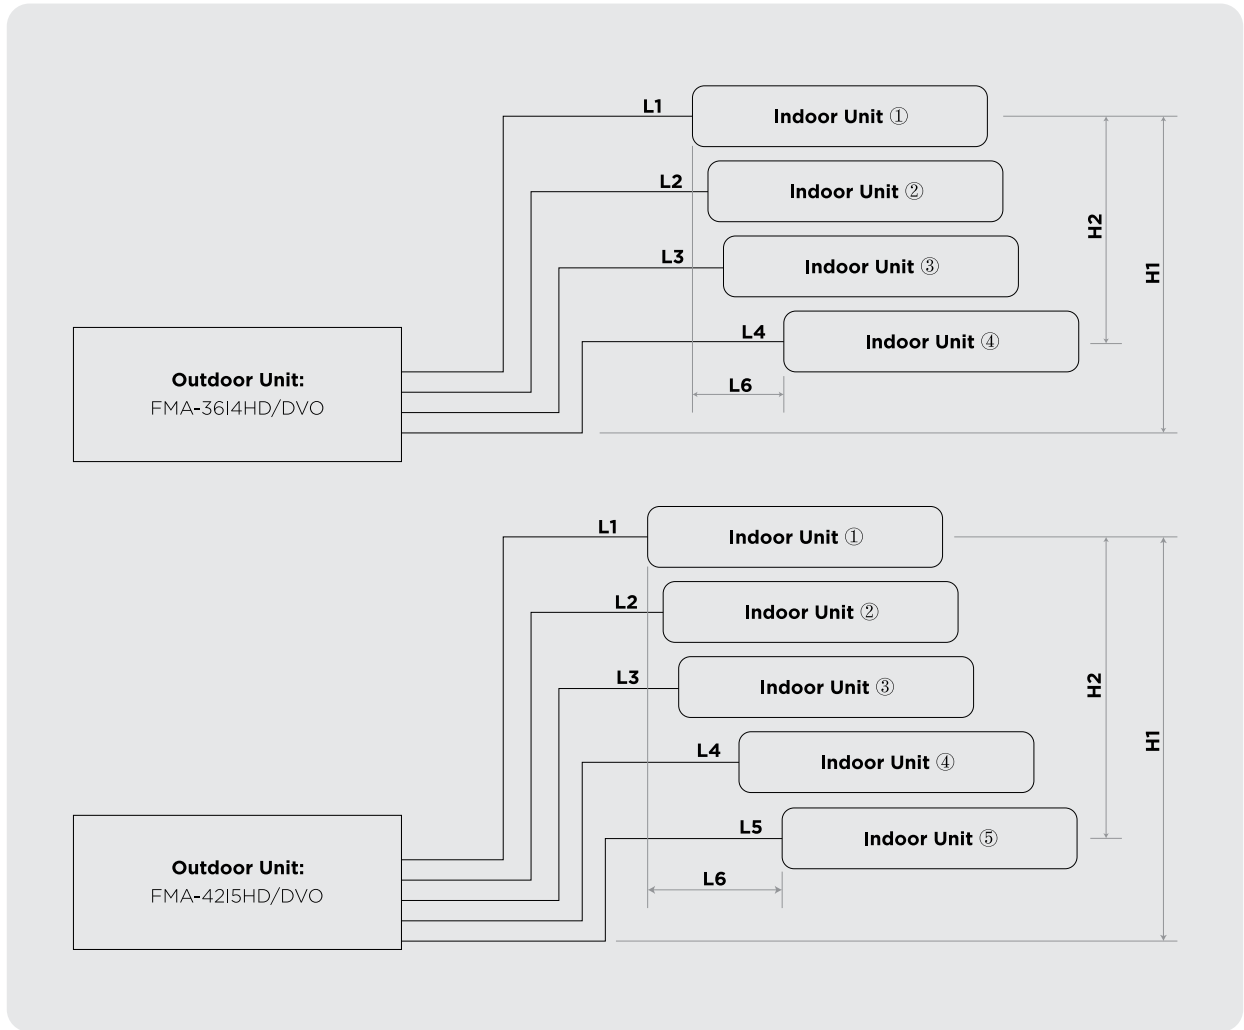 L1
Indoor Unit ①
L2
Indoor Unit ②
H2
L3
Indoor Unit ③
H1
L4
Indoor Unit ④
Outdoor Unit:
FMA-36I4HD/DVO
L6
L1
Indoor Unit ①
L2
Indoor Unit ②
L3
Indoor Unit ③
H2
H1
L4
Indoor Unit ④
L5
Indoor Unit ⑤
Outdoor Unit:
FMA-42I5HD/DVO
L6